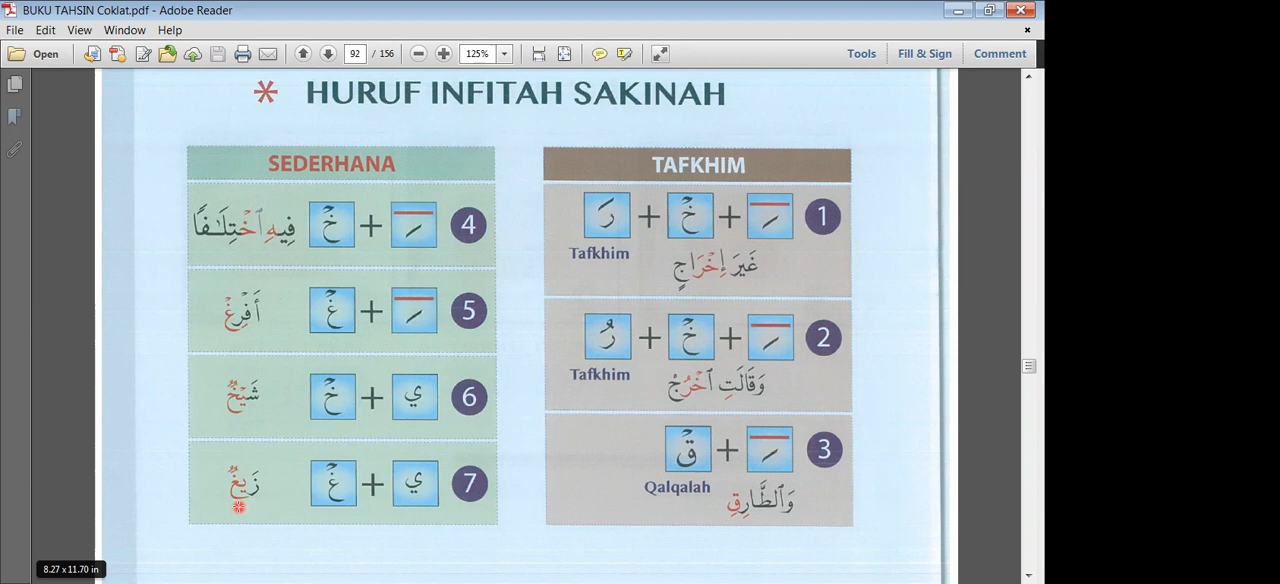 BUKU TAHSIN Coklat.pdf - Adobe Reader
File Edit View Window Help
Open 92 / 156 125% Tools Fill & Sign Comment
* HURUF INFITAH SAKINAH
TAFKHIM
1 ـِ + خۡ + رَ
Tafkhim
غَيۡرَ إِخۡرَاجٖ
2 ـِ + خۡ + رُ
Tafkhim
وَقَالَتِ ٱخۡرُجۡ
3 ـِ + قۡ
Qalqalah
وَٱلطَّارِقِ
SEDERHANA
4 ـِ + خۡ فِيهِ ٱخۡتِلَٰفٗا
5 ـِ + غۡ أَفۡرِغۡ
6 ي + خۡ شَيۡخٞ
7 ي + غۡ زَيۡغٞ
8.27 x 11.70 in